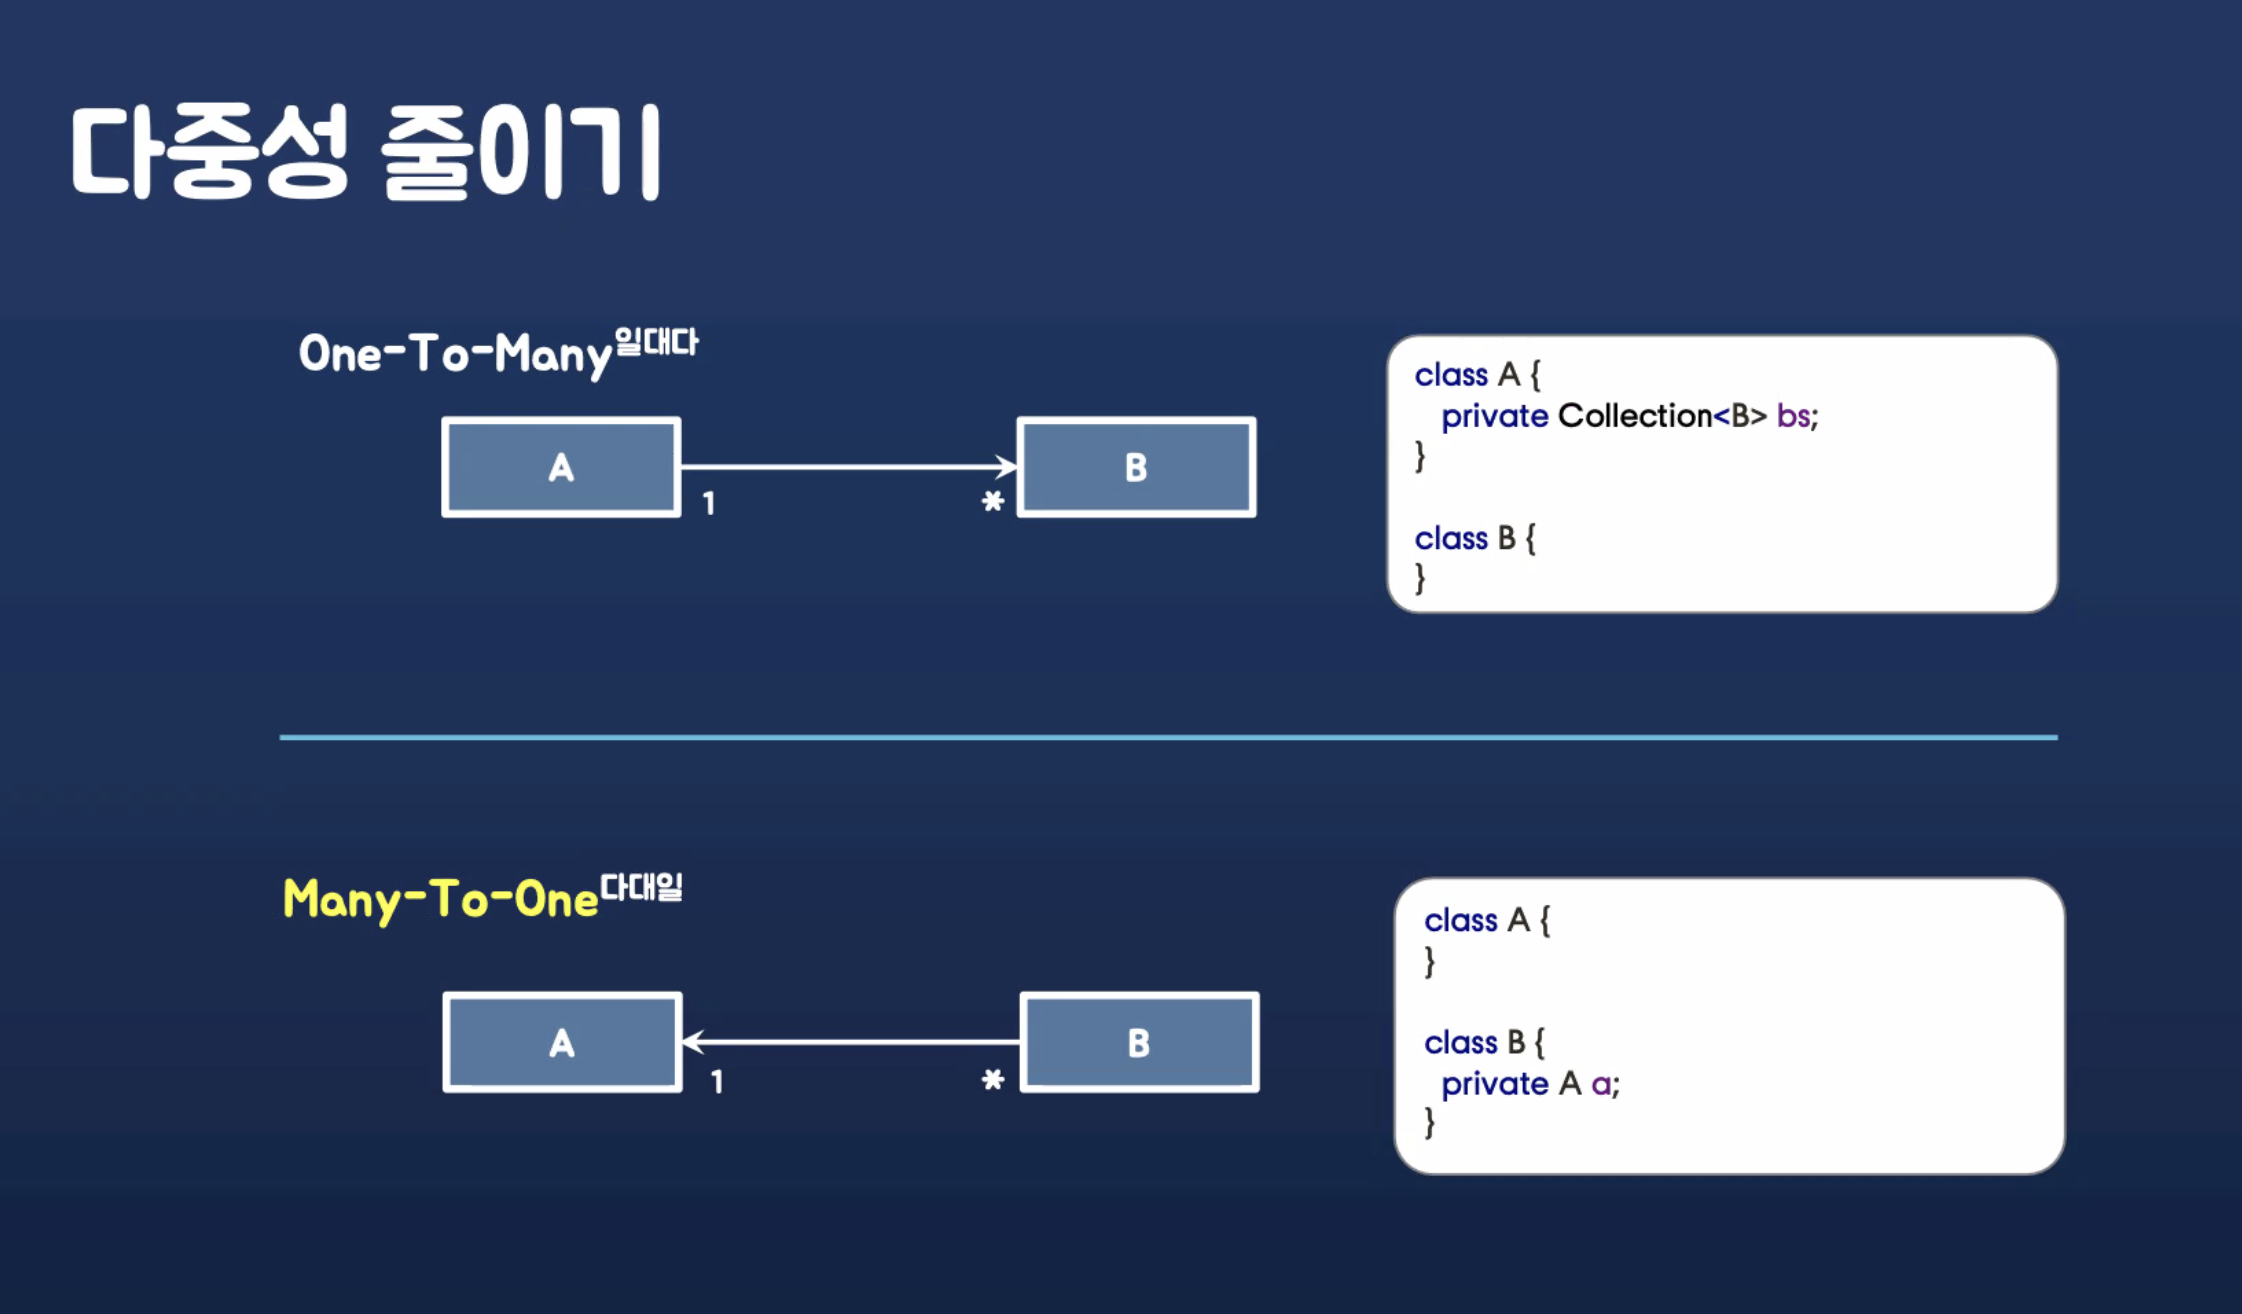 다중성 줄이기
One-To-Many일대다
A
B
1
*
class A {
private Collection<B> bs;
}
class B {
}
Many-To-One다대일
A
B
1
*
class A {
}
class B {
private A a;
}